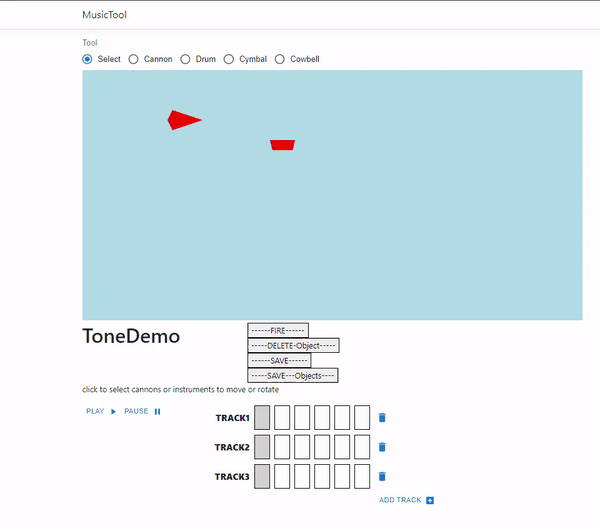 MusicTool
Tool
Select Cannon Drum Cymbal Cowbell
ToneDemo
------FIRE------
-----DELETE-Object-----
------SAVE------
-----SAVE---Objects----
click to select cannons or instruments to move or rotate
PLAY PAUSE
TRACK1
TRACK2
TRACK3
ADD TRACK